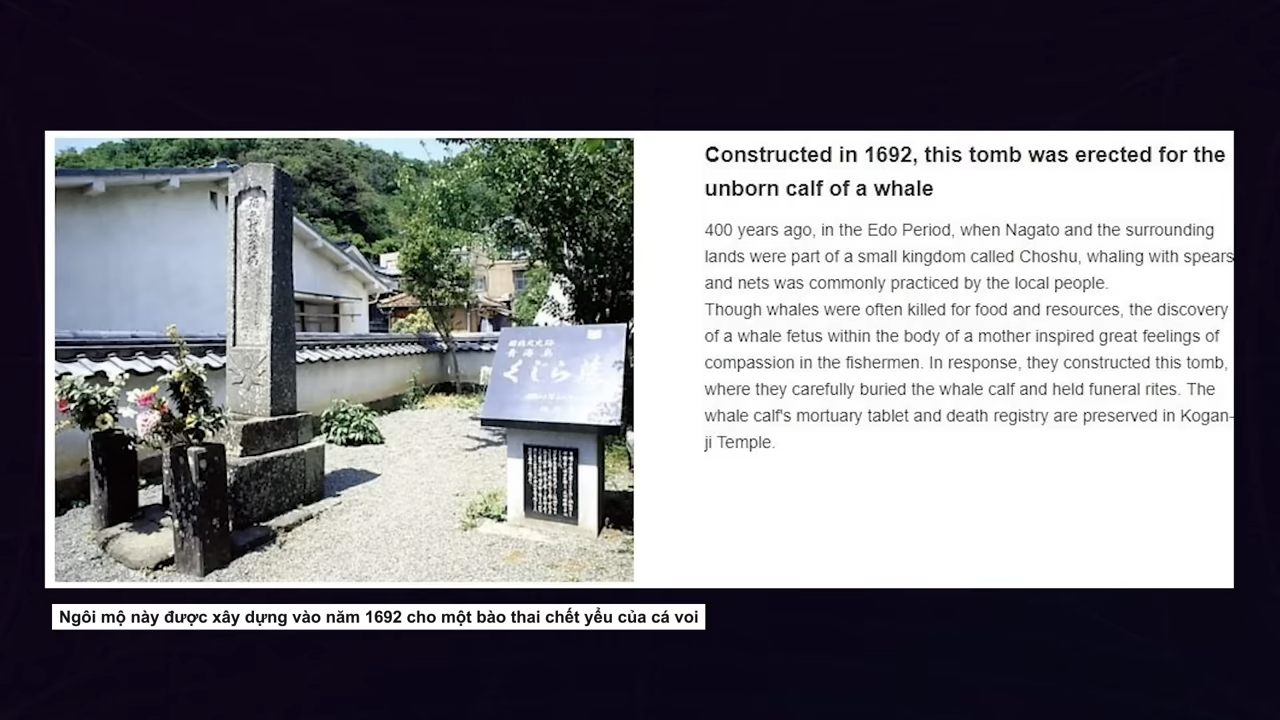 Constructed in 1692, this tomb was erected for the
unborn calf of a whale
400 years ago, in the Edo Period, when Nagato and the surrounding
lands were part of a small kingdom called Choshu, whaling with spears
and nets was commonly practiced by the local people.
Though whales were often killed for food and resources, the discovery
of a whale fetus within the body of a mother inspired great feelings of
compassion in the fishermen. In response, they constructed this tomb,
where they carefully buried the whale calf and held funeral rites. The
whale calf's mortuary tablet and death registry are preserved in Kogan-
ji Temple.
青海島
くじら墓
Ngôi mộ này được xây dựng vào năm 1692 cho một bào thai chết yểu của cá voi